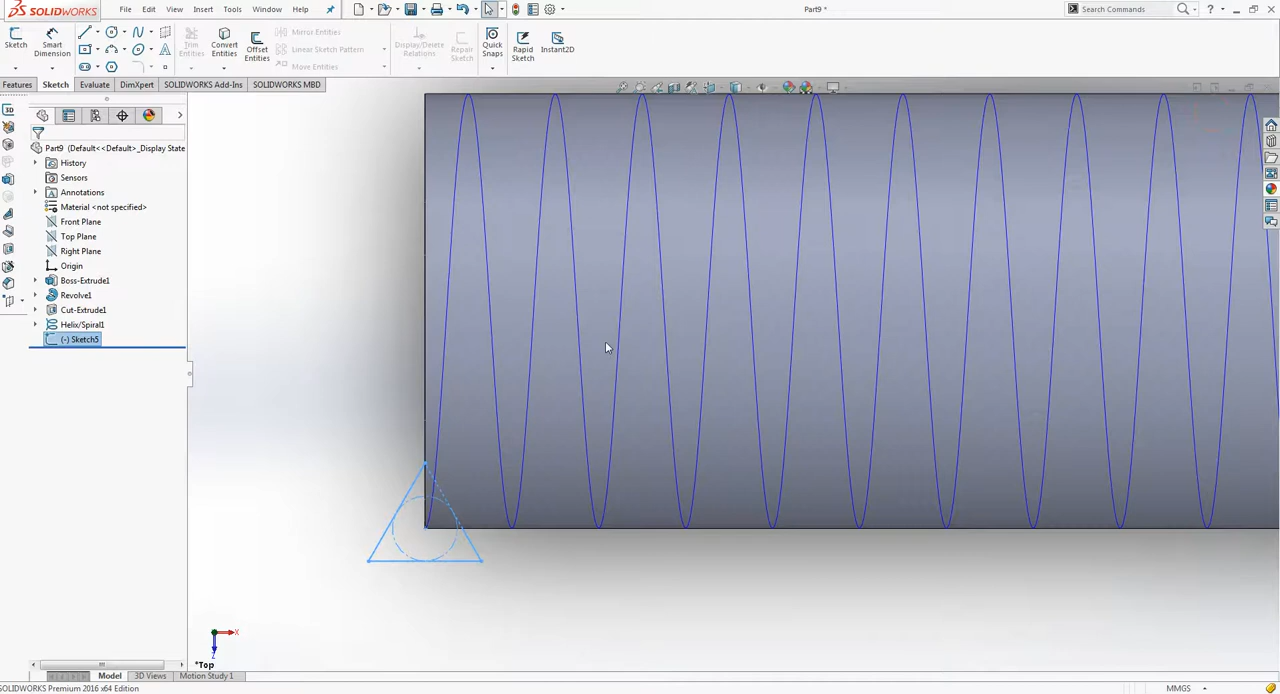 SOLIDWORKS File Edit View Insert Tools Window Help Part9 * Search Commands ?
Sketch Smart Dimension Trim Entities Convert Entities Offset Entities Mirror Entities Linear Sketch Pattern Move Entities Display/Delete Relations Repair Sketch Quick Snaps Rapid Sketch Instant2D
Features Sketch Evaluate DimXpert SOLIDWORKS Add-Ins SOLIDWORKS MBD
Part9 (Default<<Default>_Display State
History
Sensors
Annotations
Material <not specified>
Front Plane
Top Plane
Right Plane
Origin
Boss-Extrude1
Revolve1
Cut-Extrude1
Helix/Spiral1
(-) Sketch5
X
Z
*Top
Model 3D Views Motion Study 1
SOLIDWORKS Premium 2016 x64 Edition MMGS